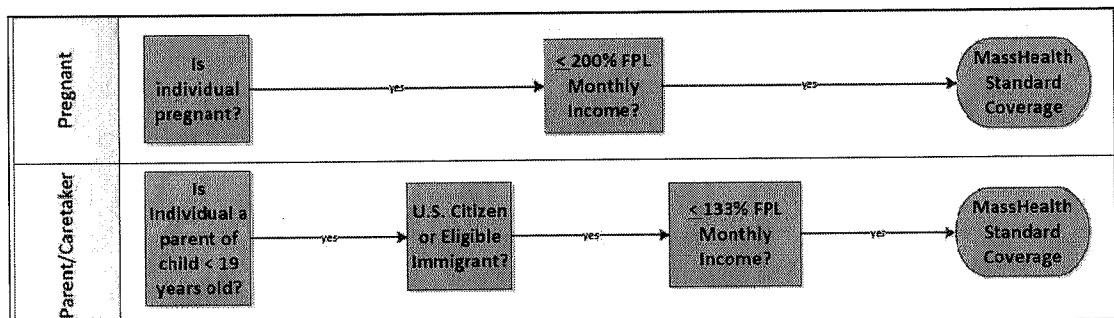 Pregnant
Is
individual
pregnant?
yes
≤ 200% FPL
Monthly
Income?
yes
MassHealth
Standard
Coverage
Parent/Caretaker
Is
Individual a
parent of
child < 19
years old?
yes
U.S. Citizen
or Eligible
Immigrant?
yes
≤ 133% FPL
Monthly
Income?
yes
MassHealth
Standard
Coverage